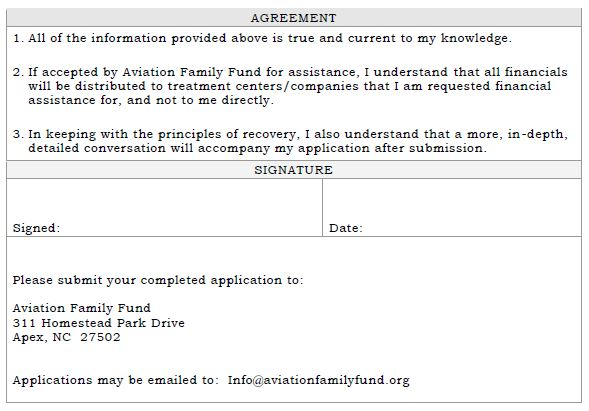 AGREEMENT
1. All of the information provided above is true and current to my knowledge.
2. If accepted by Aviation Family Fund for assistance, I understand that all financials
will be distributed to treatment centers/companies that I am requested financial
assistance for, and not to me directly.
3. In keeping with the principles of recovery, I also understand that a more, in-depth,
detailed conversation will accompany my application after submission.
SIGNATURE
Signed:
Date:
Please submit your completed application to:
Aviation Family Fund
311 Homestead Park Drive
Apex, NC  27502
Applications may be emailed to:  Info@aviationfamilyfund.org